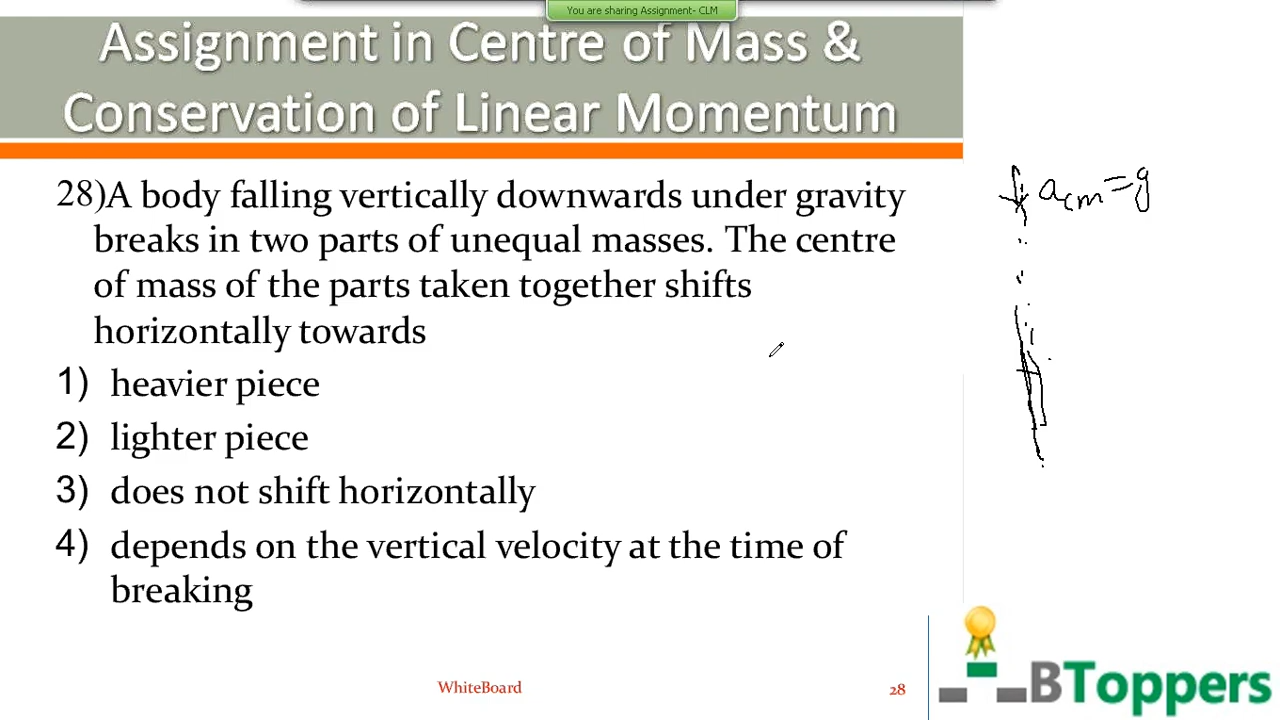 You are sharing Assignment- CLM
Assignment in Centre of Mass &
Conservation of Linear Momentum
28)A body falling vertically downwards under gravity
breaks in two parts of unequal masses. The centre
of mass of the parts taken together shifts
horizontally towards
1) heavier piece
2) lighter piece
3) does not shift horizontally
4) depends on the vertical velocity at the time of
breaking
acm=g
WhiteBoard
28
BToppers